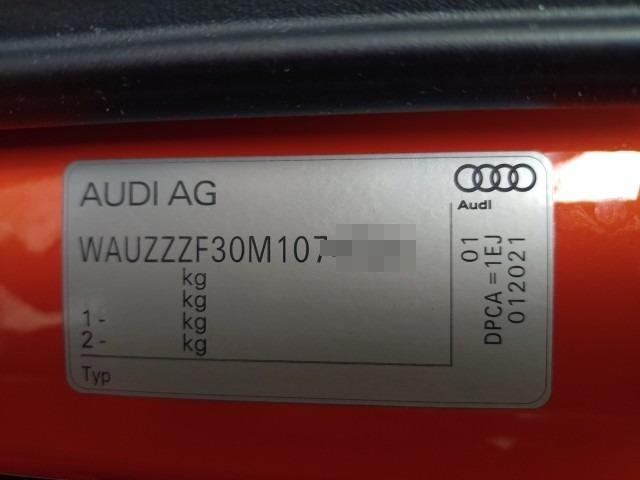 AUDI AG
Audi
WAUZZZF30M107
kg
kg
1- kg
2- kg
Typ
01
DPCA=1EJ
012021